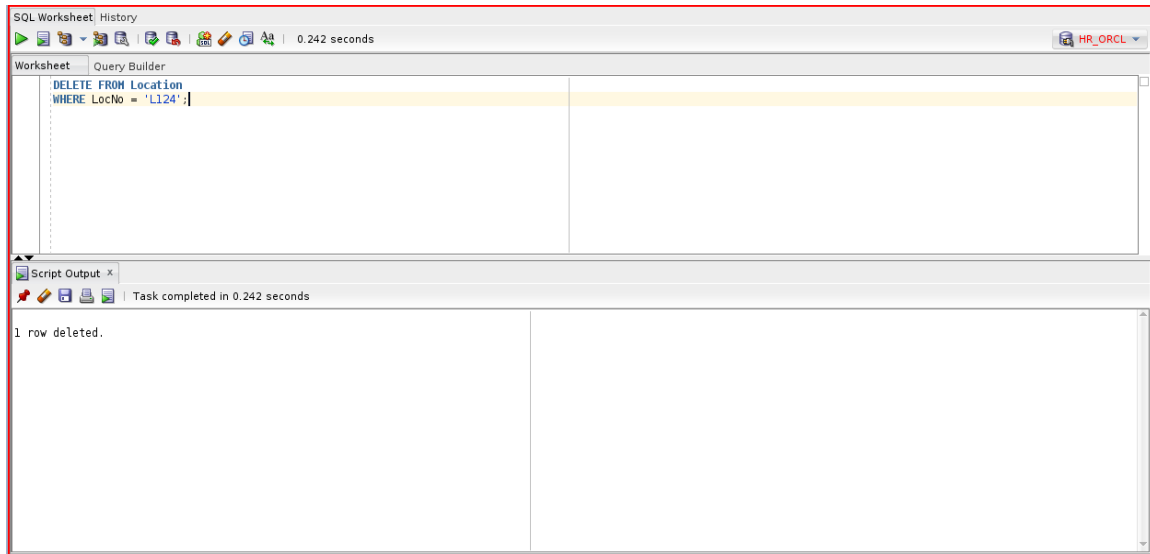 SQL Worksheet History
0.242 seconds
HR_ORCL
Worksheet Query Builder
DELETE FROM Location
WHERE LocNo = 'L124';
Script Output x
Task completed in 0.242 seconds
1 row deleted.